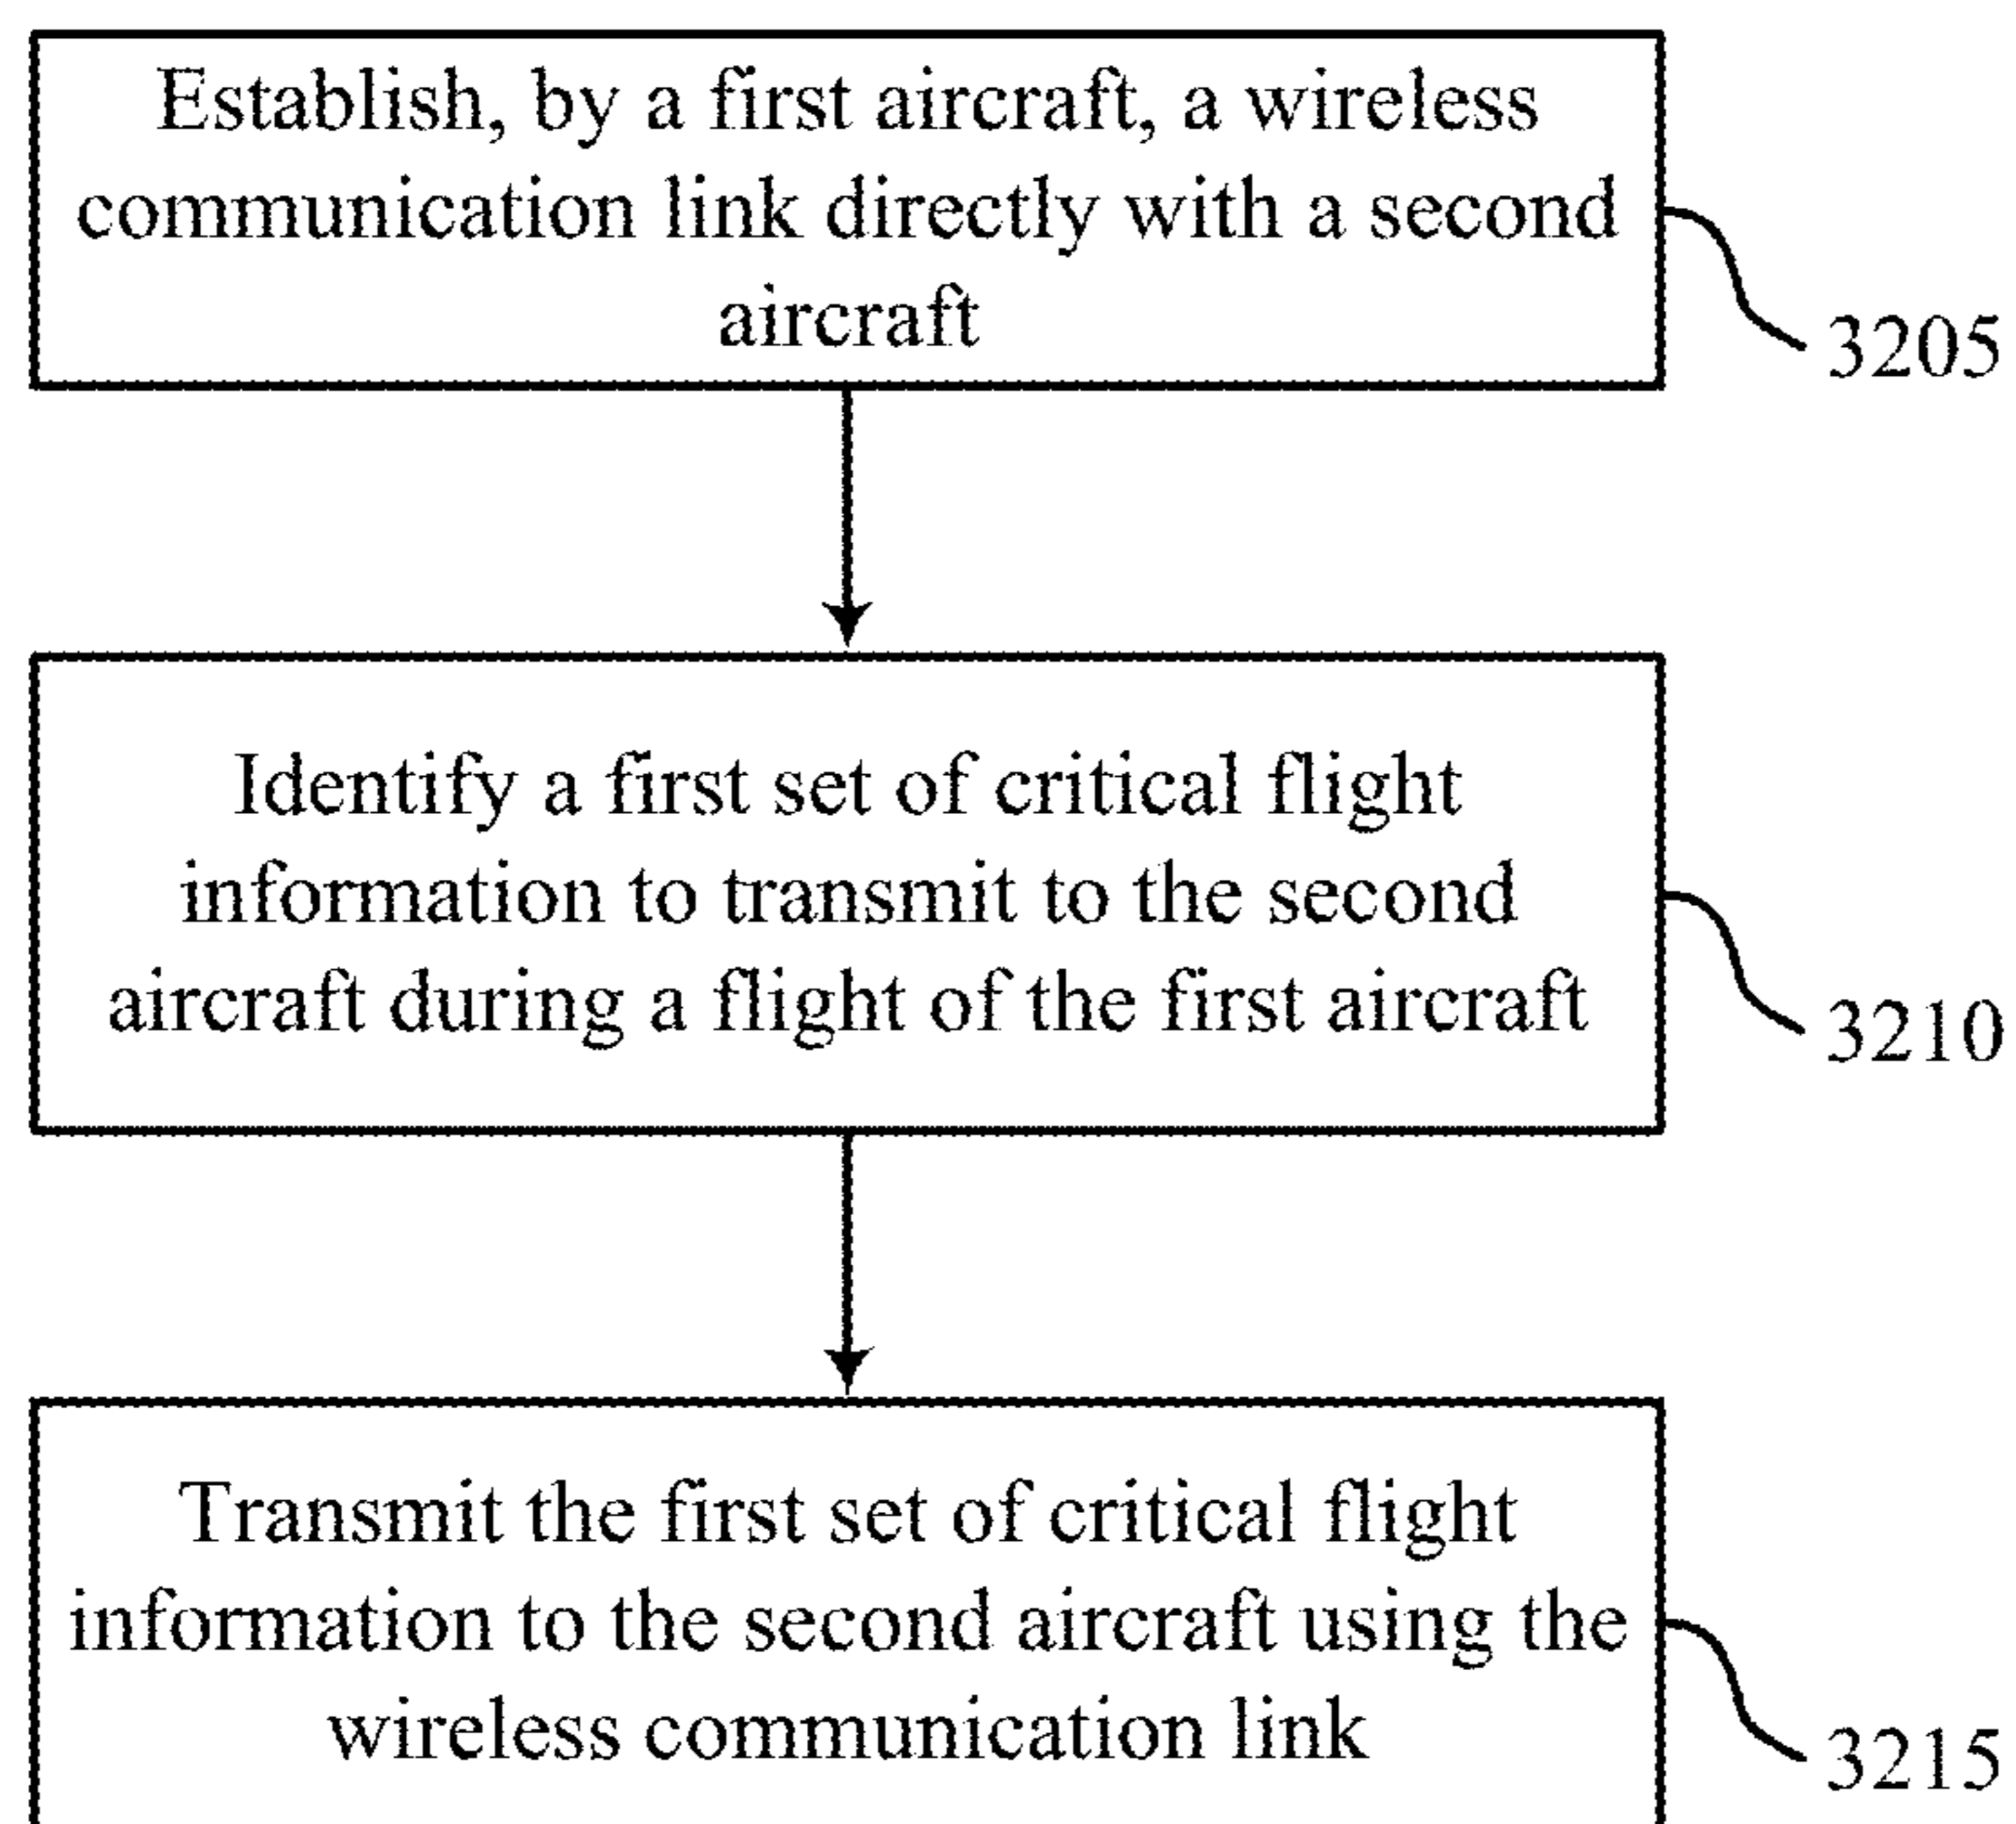 Establish, by a first aircraft, a wireless
communication link directly with a second
aircraft
3205
Identify a first set of critical flight
information to transmit to the second
aircraft during a flight of the first aircraft
3210
Transmit the first set of critical flight
information to the second aircraft using the
wireless communication link
3215